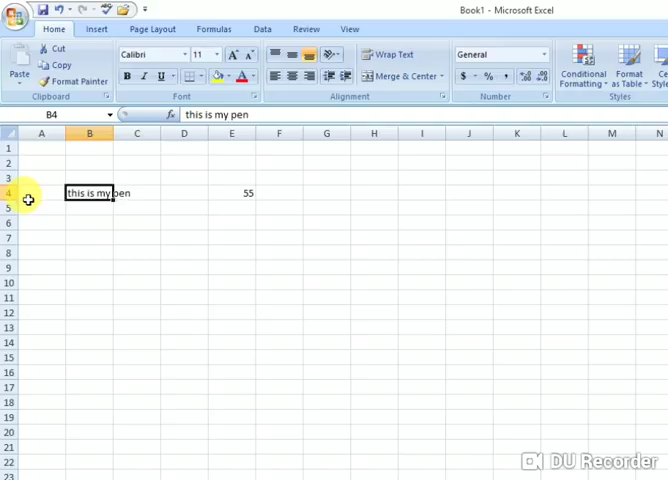 Book1 - Microsoft Excel
Home Insert Page Layout Formulas Data Review View
Paste
Cut
Copy
Format Painter
Clipboard
Calibri 11 A A
B I U A
Font
Wrap Text
Merge & Center
Alignment
General
$ % ,
Number
Conditional Formatting
Format as Table
Ce
Styles
B4 fx this is my pen
A B C D E F G H I J K L M N
1
2
3
4 this is my pen 55
5
6
7
8
9
10
11
12
13
14
15
16
17
18
19
20
21
22
23
DU Recorder